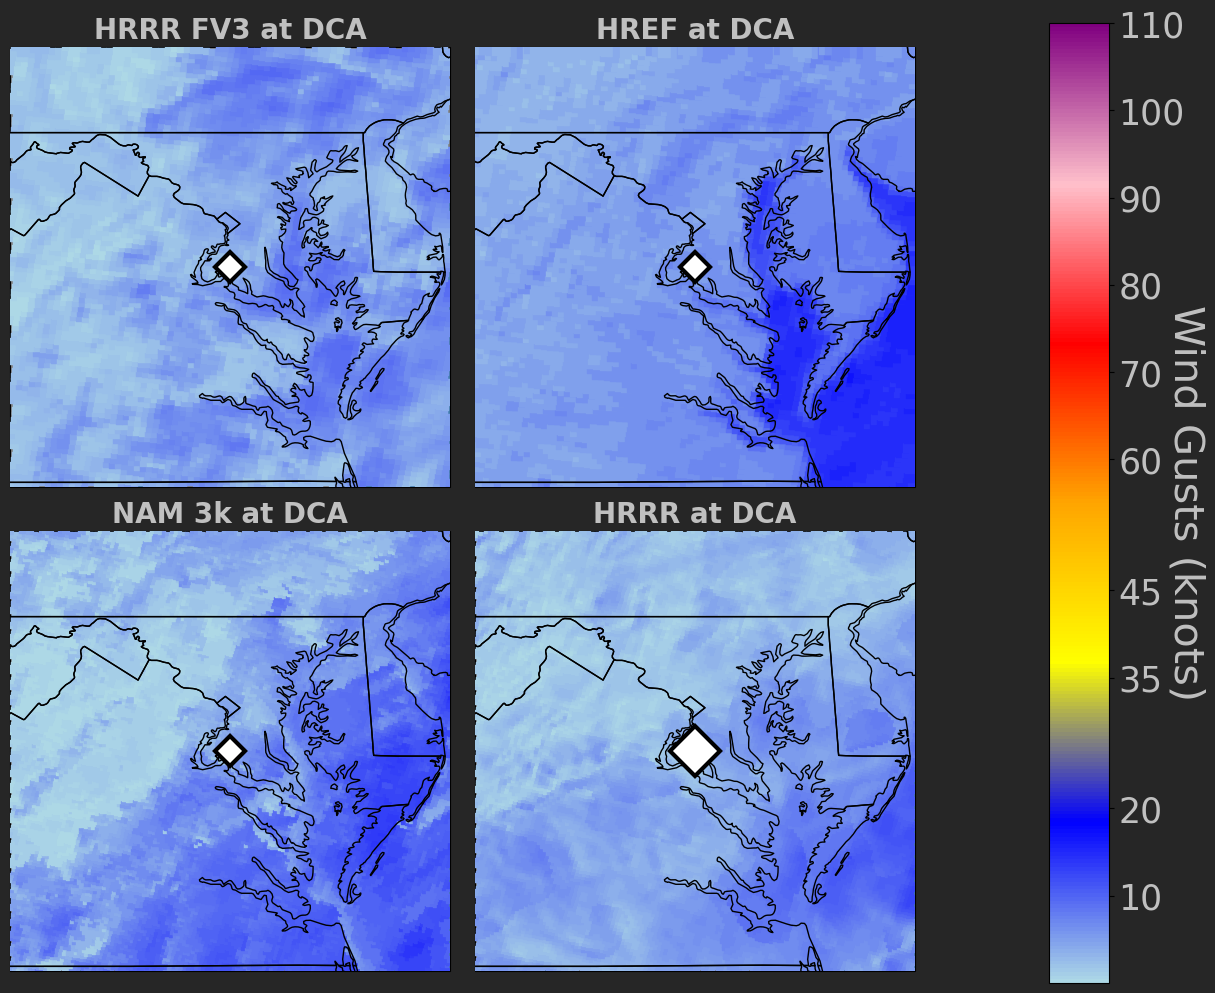 HRRR FV3 at DCA
HREF at DCA
NAM 3k at DCA
HRRR at DCA
110
100
90
80
70
60
45
35
20
10
Wind Gusts (knots)